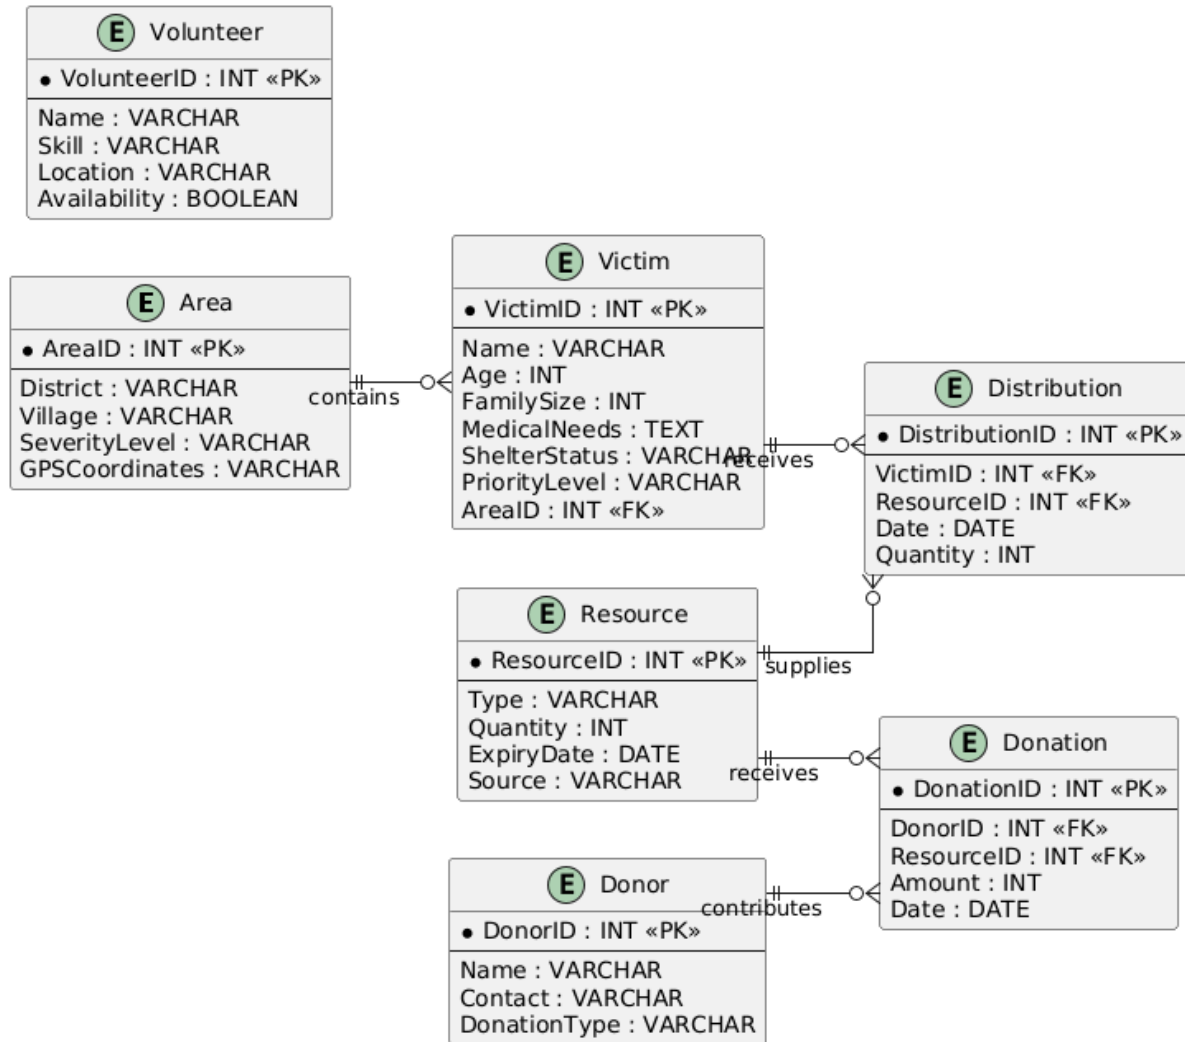 E Volunteer
• VolunteerID : INT «PK»
Name : VARCHAR
Skill : VARCHAR
Location : VARCHAR
Availability : BOOLEAN
E Area
• AreaID : INT «PK»
District : VARCHAR
Village : VARCHAR
SeverityLevel : VARCHAR
GPSCoordinates : VARCHAR
contains
E Victim
• VictimID : INT «PK»
Name : VARCHAR
Age : INT
FamilySize : INT
MedicalNeeds : TEXT
ShelterStatus : VARCHAR
PriorityLevel : VARCHAR
AreaID : INT «FK»
receives
E Distribution
• DistributionID : INT «PK»
VictimID : INT «FK»
ResourceID : INT «FK»
Date : DATE
Quantity : INT
E Resource
• ResourceID : INT «PK»
Type : VARCHAR
Quantity : INT
ExpiryDate : DATE
Source : VARCHAR
supplies
receives
E Donation
• DonationID : INT «PK»
DonorID : INT «FK»
ResourceID : INT «FK»
Amount : INT
Date : DATE
E Donor
• DonorID : INT «PK»
Name : VARCHAR
Contact : VARCHAR
DonationType : VARCHAR
contributes